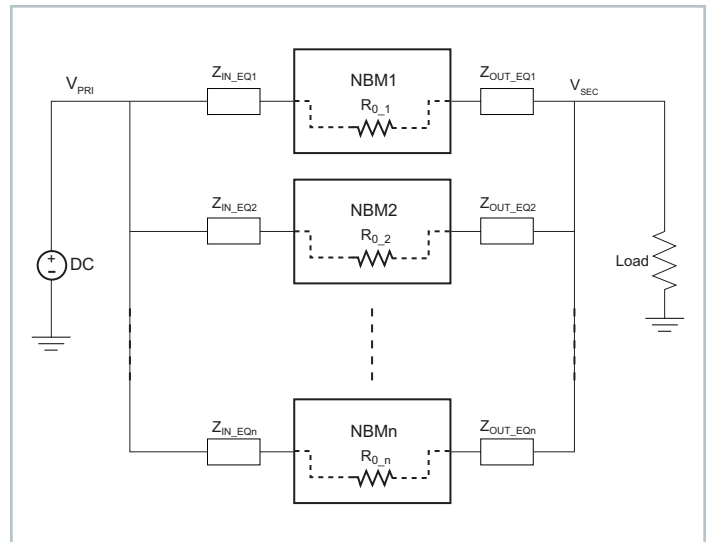 V_PRI
Z_IN_EQ1
NBM1
R_0_1
Z_OUT_EQ1
V_SEC
Z_IN_EQ2
NBM2
R_0_2
Z_OUT_EQ2
+
DC
Load
Z_IN_EQn
NBMn
R_0_n
Z_OUT_EQn